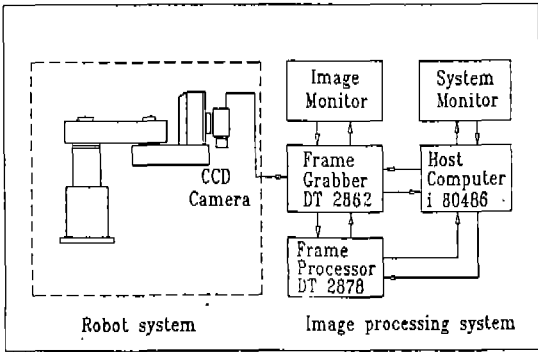 Image
Monitor
System
Monitor
CCD
Camera
Frame
Grabber
DT 2862
Host
Computer
i 80486
Frame
Processor
DT 2878
Robot system
Image processing system